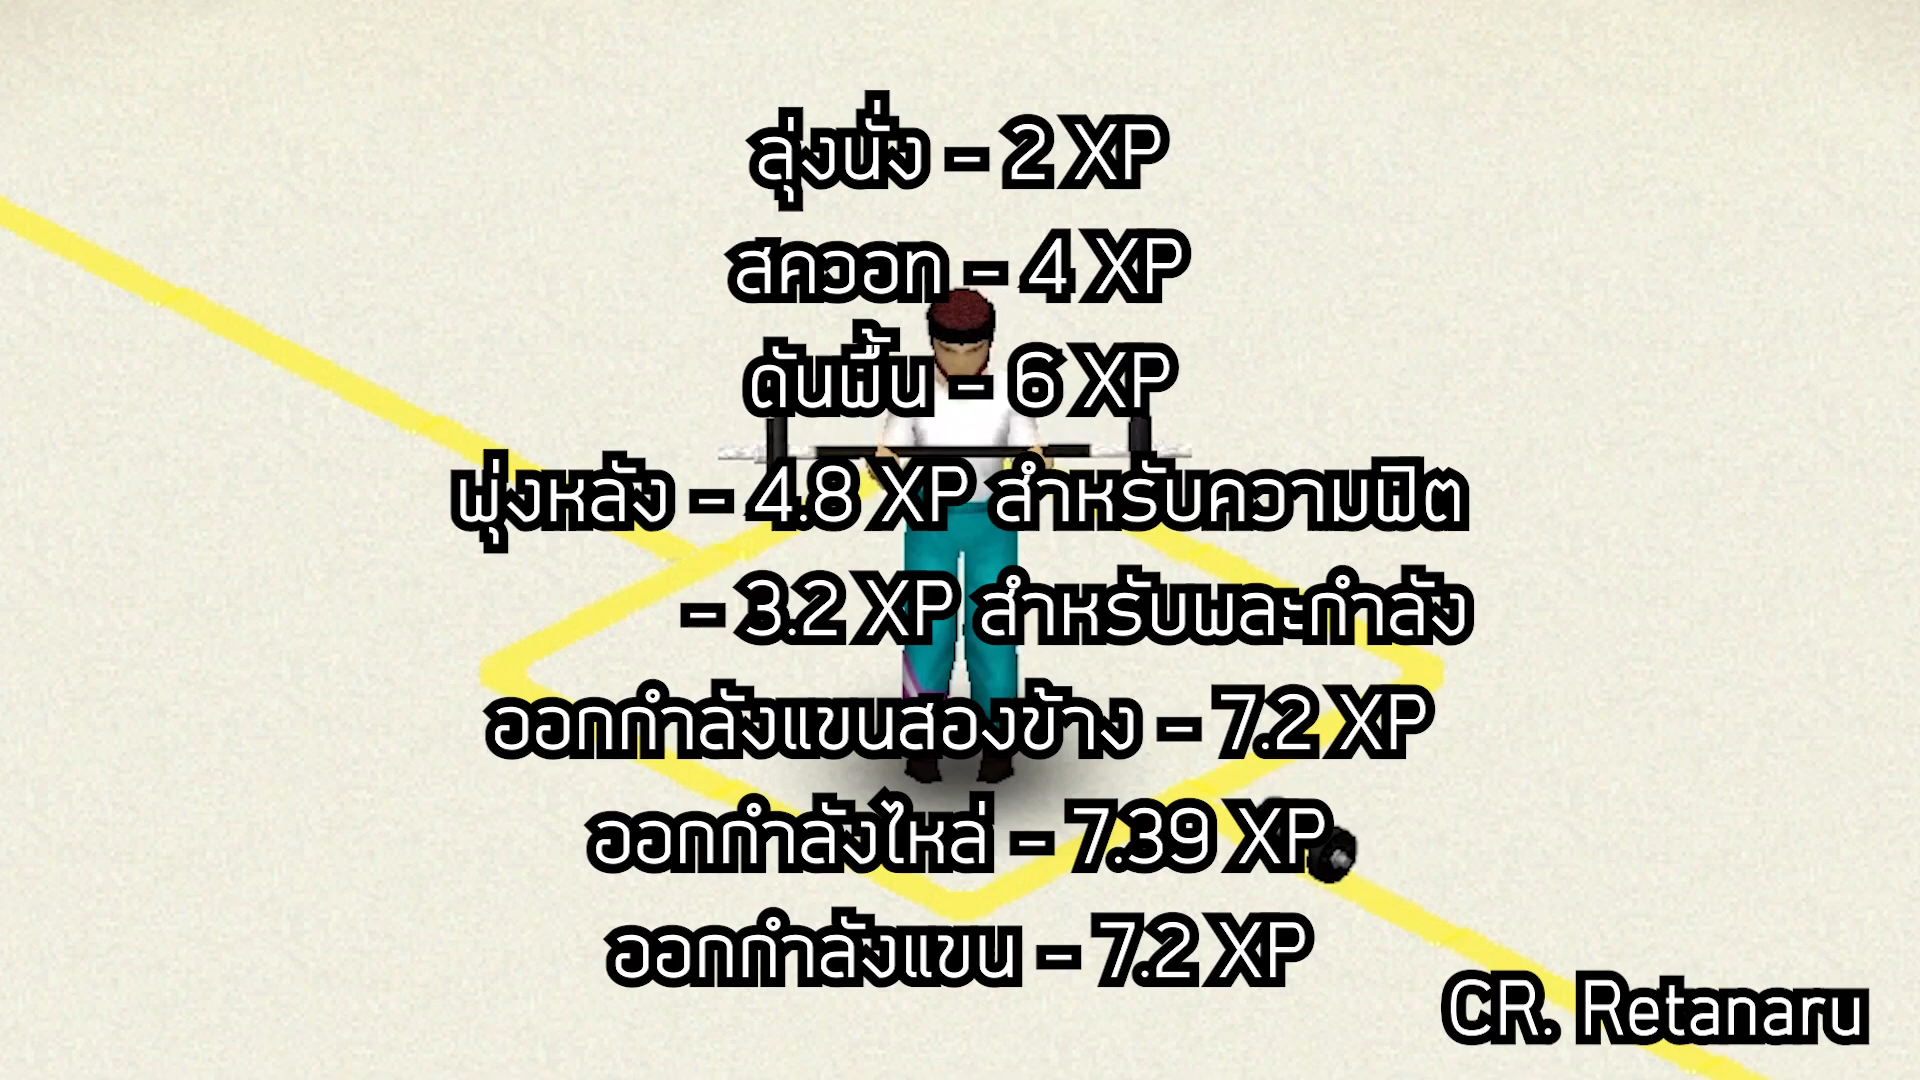 ลุ่งนั่ง - 2 XP
สควอท - 4 XP
ดันพื้น - 6 XP
พุ่งหลัง - 4.8 XP สำหรับความฟิต
- 3.2 XP สำหรับพละกำลัง
ออกกำลังแขนสองข้าง - 7.2 XP
ออกกำลังไหล่ - 7.39 XP
ออกกำลังแขน - 7.2 XP
CR. Retanaru